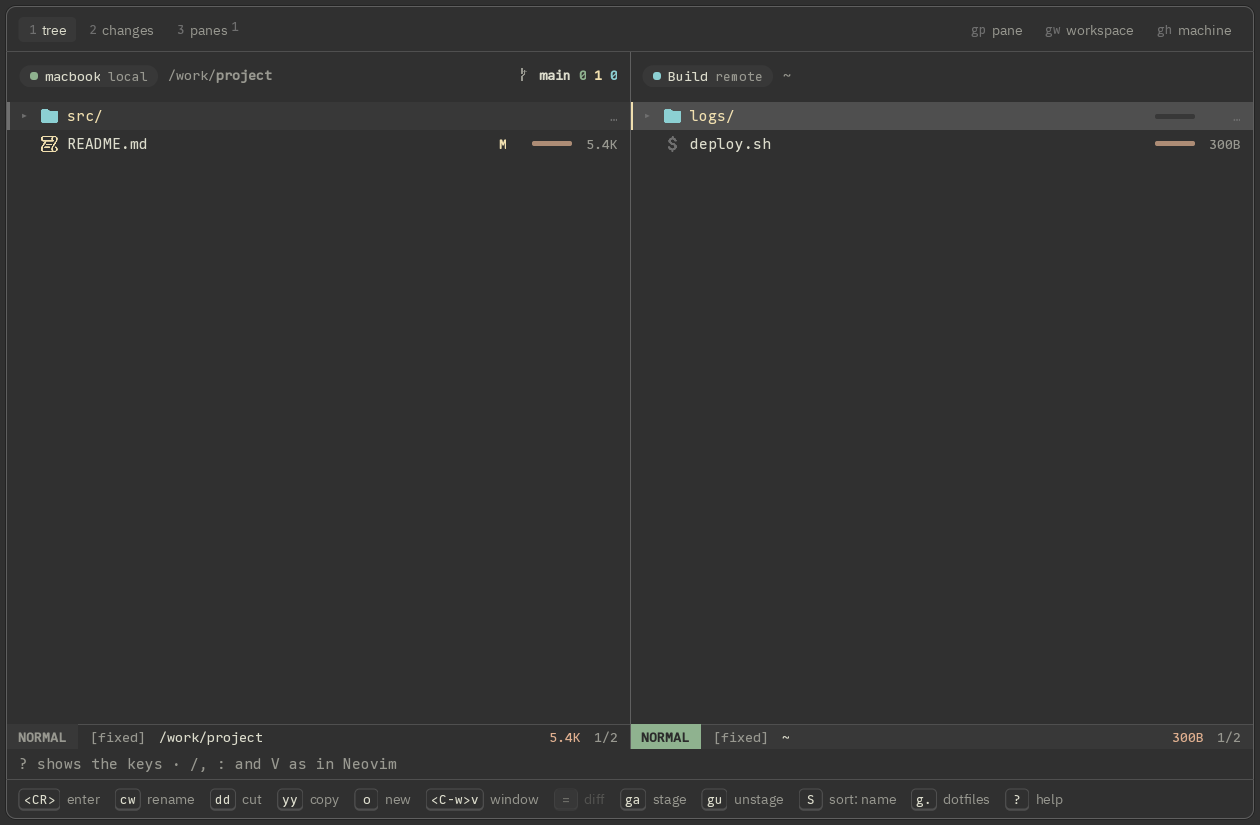 1 tree 2 changes 3 panes 1 gp pane gw workspace gh machine
macbook local /work/project main 0 1 0
Build remote ~
src/ …
README.md M 5.4K
logs/ …
$ deploy.sh 300B
NORMAL [fixed] /work/project 5.4K 1/2
NORMAL [fixed] ~ 300B 1/2
? shows the keys · /, : and V as in Neovim
<CR> enter cw rename dd cut yy copy o new <C-w>v window = diff ga stage gu unstage S sort: name g. dotfiles ? help